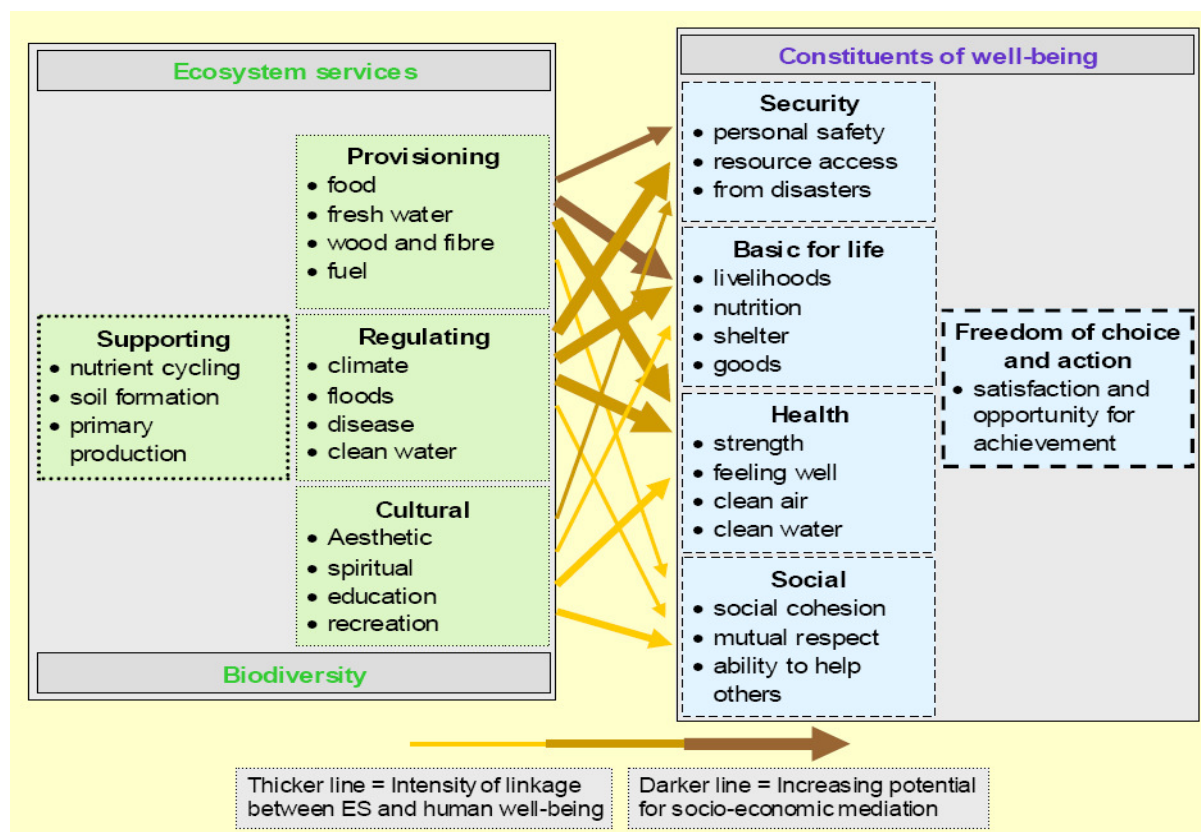 Ecosystem services
Provisioning
• food
• fresh water
• wood and fibre
• fuel
Supporting
• nutrient cycling
• soil formation
• primary
production
Regulating
• climate
• floods
• disease
• clean water
Cultural
• Aesthetic
• spiritual
• education
• recreation
Biodiversity
Constituents of well-being
Security
• personal safety
• resource access
• from disasters
Basic for life
• livelihoods
• nutrition
• shelter
• goods
Health
• strength
• feeling well
• clean air
• clean water
Social
• social cohesion
• mutual respect
• ability to help
others
Freedom of choice
and action
• satisfaction and
opportunity for
achievement
Thicker line = Intensity of linkage
between ES and human well-being
Darker line = Increasing potential
for socio-economic mediation